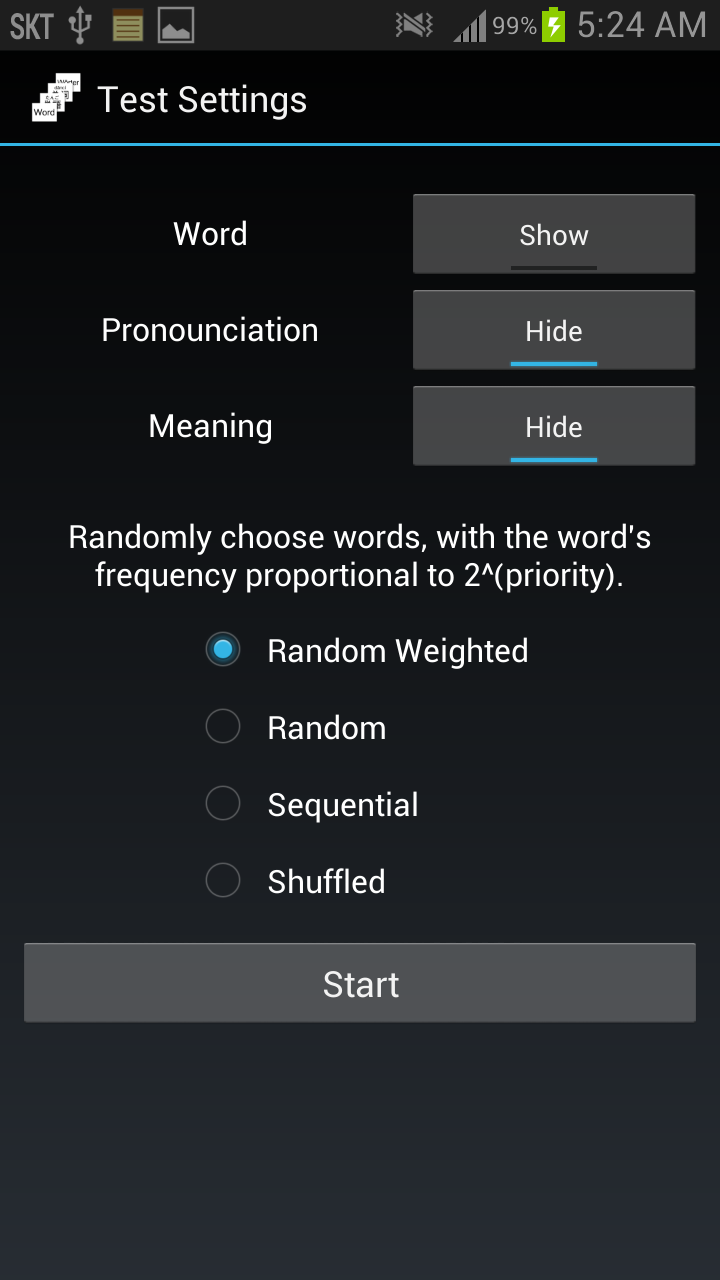 SKT 99% 5:24 AM
Word
Test Settings
Word Show
Pronounciation Hide
Meaning Hide
Randomly choose words, with the word's
frequency proportional to 2^(priority).
Random Weighted
Random
Sequential
Shuffled
Start